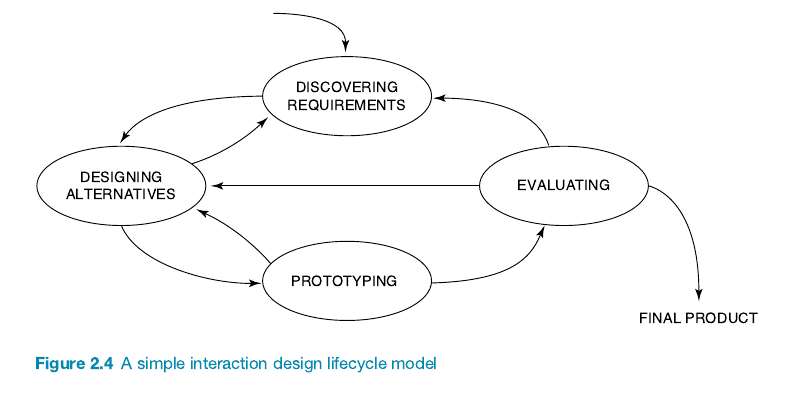 DISCOVERING
REQUIREMENTS
DESIGNING
ALTERNATIVES
EVALUATING
PROTOTYPING
FINAL PRODUCT
Figure 2.4 A simple interaction design lifecycle model